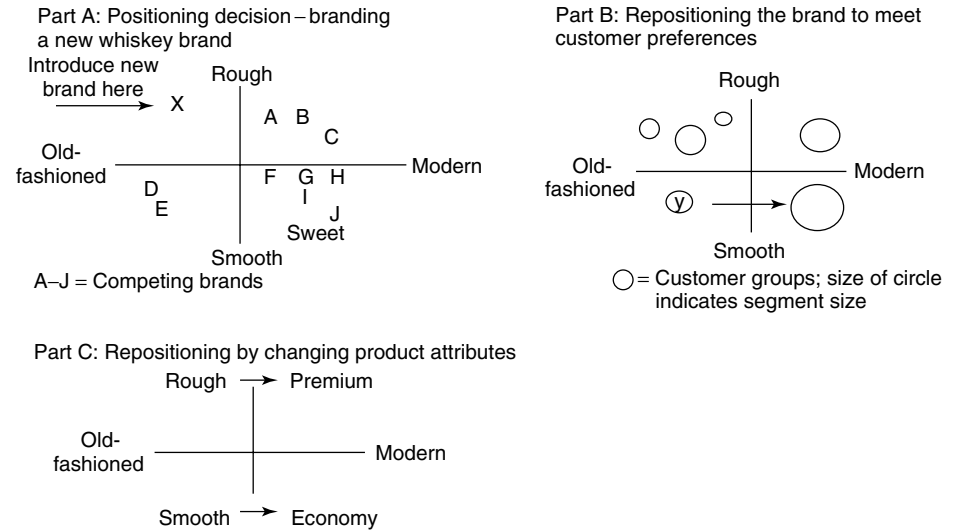 Part A: Positioning decision – branding
a new whiskey brand
Introduce new
brand here
X
Rough
A B
C
Old-
fashioned
Modern
D
E
F G H
I
J
Sweet
Smooth
A–J = Competing brands
Part B: Repositioning the brand to meet
customer preferences
Rough
Old-
fashioned
Modern
y
Smooth
= Customer groups; size of circle
indicates segment size
Part C: Repositioning by changing product attributes
Rough Premium
Old-
fashioned
Modern
Smooth Economy